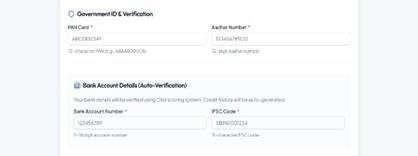 Government ID & Verification
PAN Card *
Aadhar Number *
ABCDE1234F
123456789012
10-character PAN (e.g., AAAAA9999A)
12-digit Aadhar number
Bank Account Details (Auto-Verification)
Your bank details will be verified using Cibil scoring system. Credit history will be auto-generated.
Bank Account Number *
IFSC Code *
123456789
SBIN0001234
9-18 digit account number
11-character IFSC code